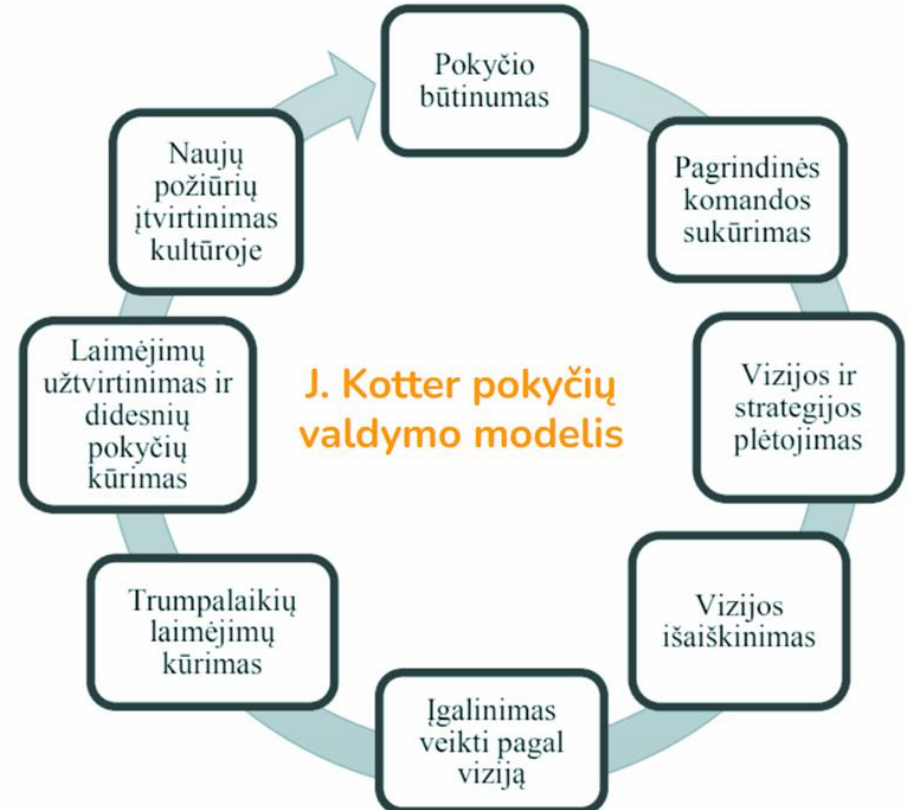 Pokyčio
būtinumas
Pagrindinės
komandos
sukūrimas
Vizijos ir
strategijos
plėtojimas
Vizijos
išaiškinimas
Įgalinimas
veikti pagal
viziją
Trumpalaikių
laimėjimų
kūrimas
Laimėjimų
užtvirtinimas ir
didesnių
pokyčių
kūrimas
Naujų
požiūrių
įtvirtinimas
kultūroje
J. Kotter pokyčių
valdymo modelis